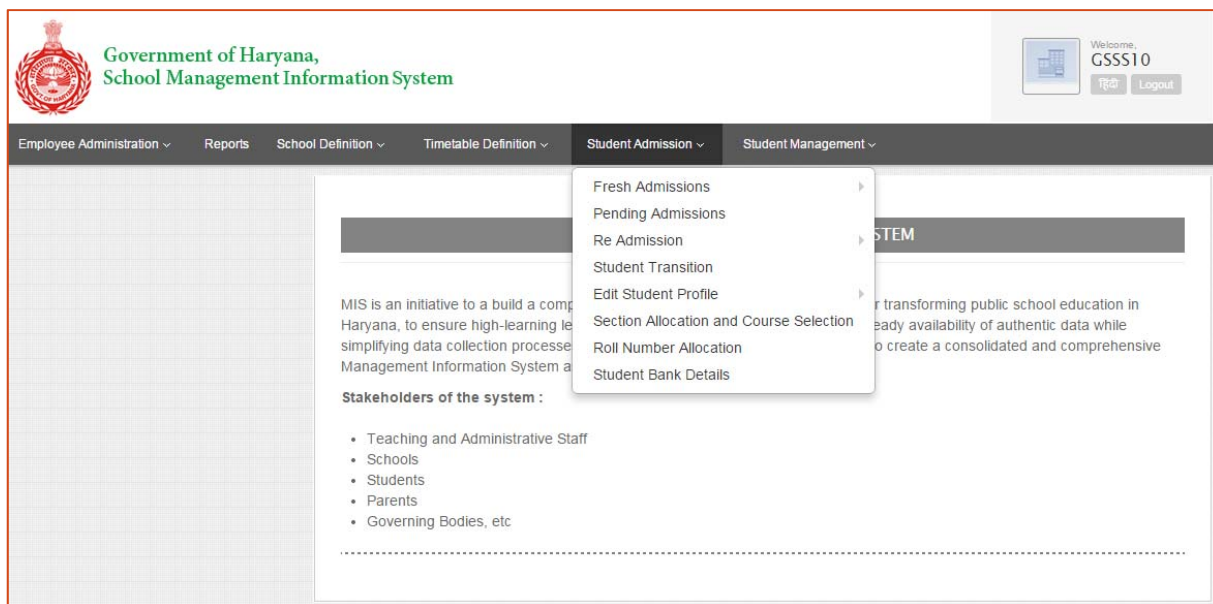 Government of Haryana,
School Management Information System
Welcome,
GSSS10
हिंदी Logout
Employee Administration Reports School Definition Timetable Definition Student Admission Student Management
Fresh Admissions
Pending Admissions
Re Admission
Student Transition
Edit Student Profile
Section Allocation and Course Selection
Roll Number Allocation
Student Bank Details
STEM
MIS is an initiative to a build a comp r transforming public school education in
Haryana, to ensure high-learning le eady availability of authentic data while
simplifying data collection processe o create a consolidated and comprehensive
Management Information System a
Stakeholders of the system :
• Teaching and Administrative Staff
• Schools
• Students
• Parents
• Governing Bodies, etc